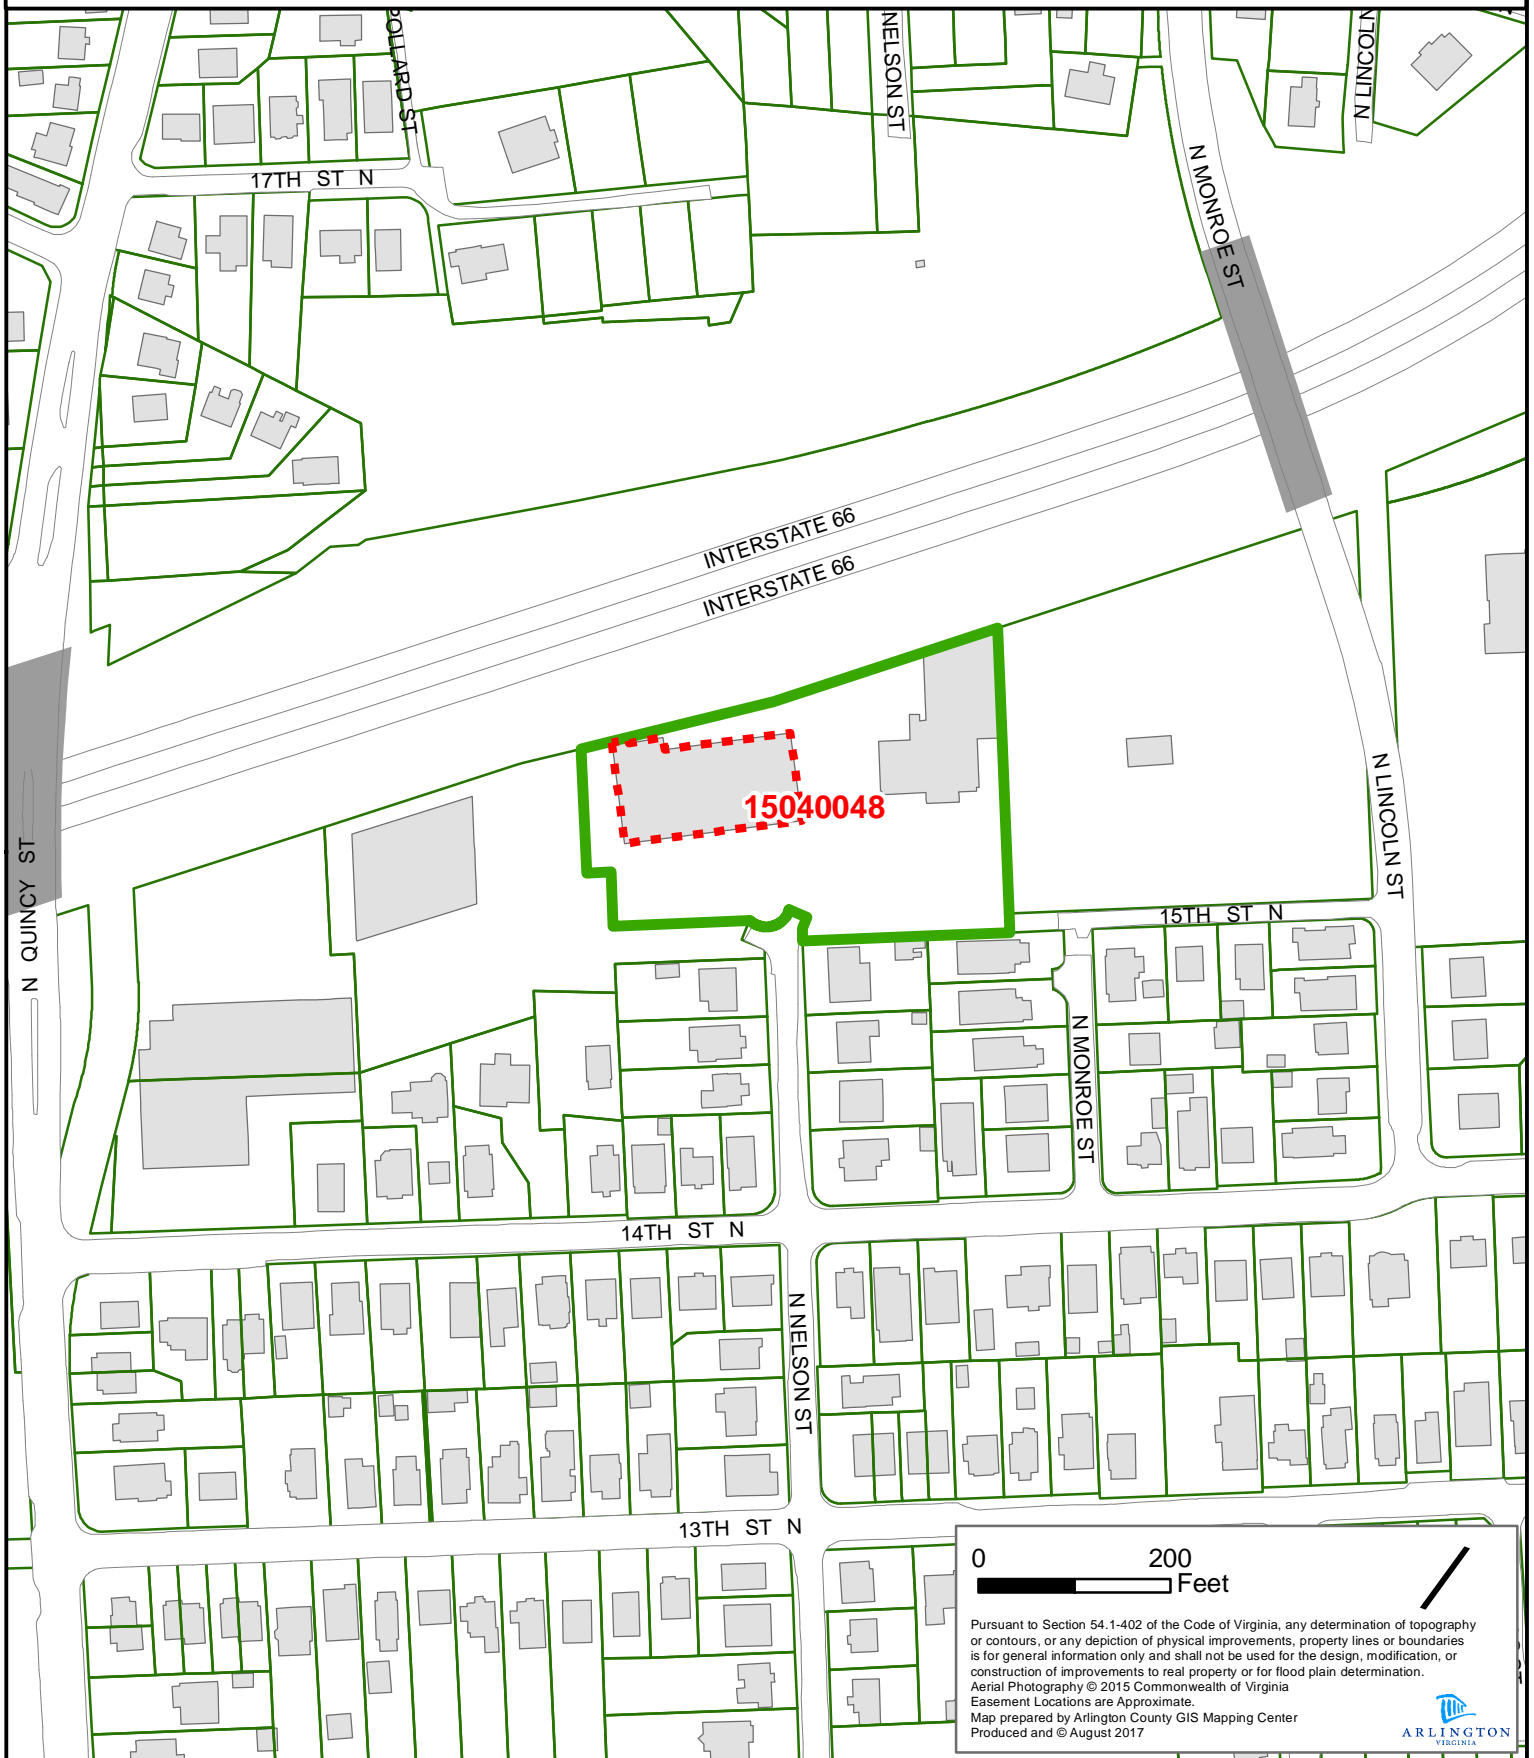 POLLARD ST
NELSON ST
N LINCOLN
17TH ST N
N MONROE ST
INTERSTATE 66
INTERSTATE 66
15040048
N QUINCY ST
N LINCOLN ST
15TH ST N
N MONROE ST
14TH ST N
N NELSON ST
13TH ST N
0 200
Feet
Pursuant to Section 54.1-402 of the Code of Virginia, any determination of topography
or contours, or any depiction of physical improvements, property lines or boundaries
is for general information only and shall not be used for the design, modification, or
construction of improvements to real property or for flood plain determination.
Aerial Photography © 2015 Commonwealth of Virginia
Easement Locations are Approximate.
Map prepared by Arlington County GIS Mapping Center
Produced and © August 2017
ARLINGTON
VIRGINIA